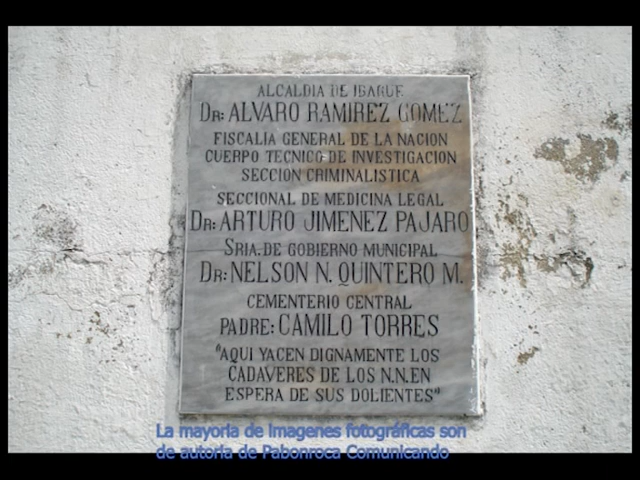 ALCALDIA DE IBAGUE
DR: ALVARO RAMIREZ GOMEZ
FISCALIA GENERAL DE LA NACION
CUERPO TECNICO DE INVESTIGACION
SECCION CRIMINALISTICA
SECCIONAL DE MEDICINA LEGAL
DR: ARTURO JIMENEZ PAJARO
SRIA. DE GOBIERNO MUNICIPAL
DR: NELSON N. QUINTERO M.
CEMENTERIO CENTRAL
PADRE: CAMILO TORRES
"AQUI YACEN DIGNAMENTE LOS
CADAVERES DE LOS N.N. EN
ESPERA DE SUS DOLIENTES"
La mayoria de imagenes fotográficas son
de autoria de Pabonroca Comunicando